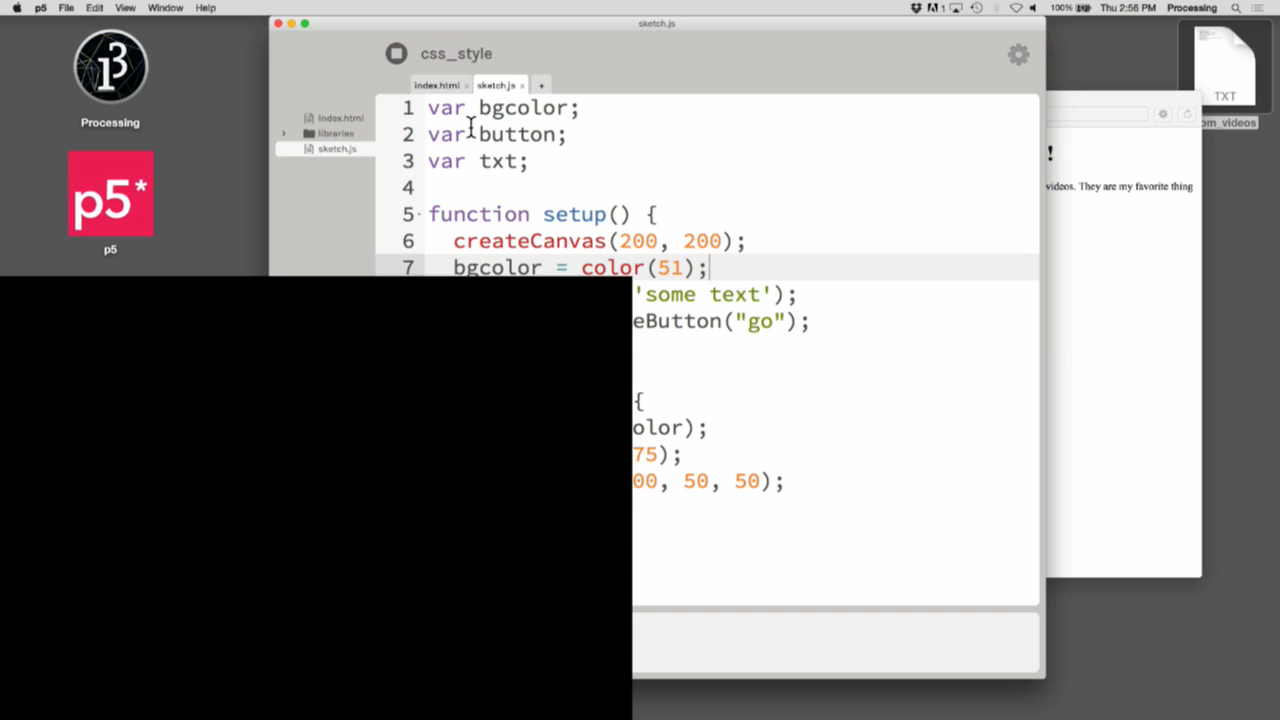 p5 File Edit View Window Help
1 100% Thu 2:56 PM Processing
sketch.js
css_style
index.html × sketch.js × +
index.html
libraries
sketch.js
1 var bgcolor;
2 var button;
3 var txt;
4
5 function setup() {
6 createCanvas(200, 200);
7 bgcolor = color(51);
'some text');
eButton("go");
{
olor);
75);
00, 50, 50);
13
Processing
p5*
p5
TXT
om_videos
!
videos. They are my favorite thing